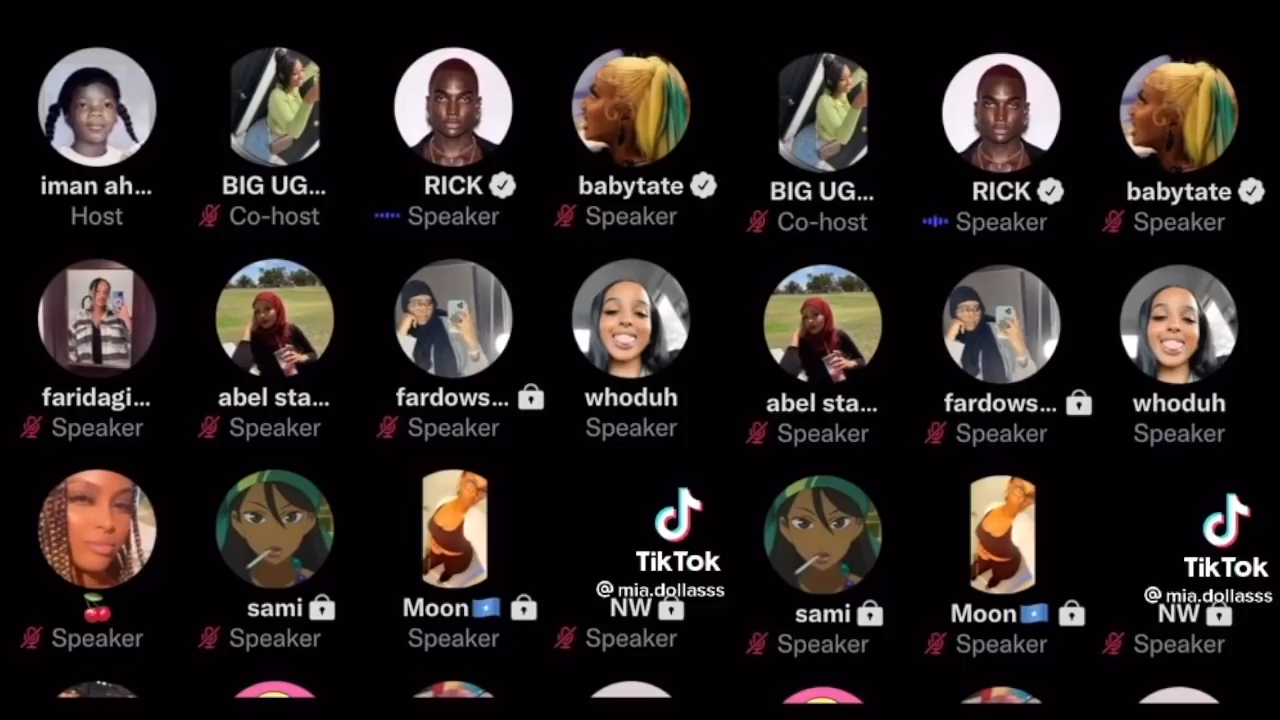 iman ah... BIG UG... RICK babytate BIG UG... RICK babytate
Host Co-host Speaker Speaker Co-host Speaker Speaker
faridagi... abel sta... fardows... whoduh abel sta... fardows... whoduh
Speaker Speaker Speaker Speaker Speaker Speaker Speaker
TikTok TikTok
@ mia.dollasss @ mia.dollasss
🍒 sami Moon🇸🇴 NW sami Moon🇸🇴 NW
Speaker Speaker Speaker Speaker Speaker Speaker Speaker